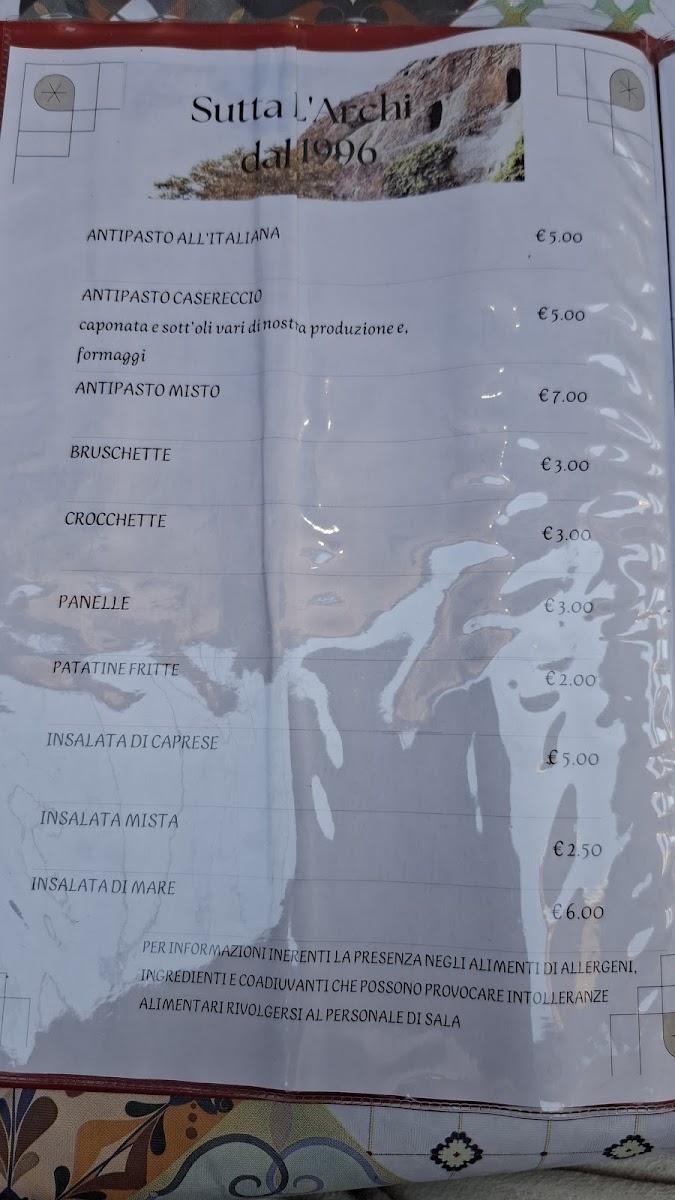 Sutta L'Archi
dal 1996
ANTIPASTO ALL'ITALIANA €5.00
ANTIPASTO CASERECCIO €5.00
caponata e sott'oli vari di nostra produzione e,
formaggi
ANTIPASTO MISTO €7.00
BRUSCHETTE €3.00
CROCCHETTE €3.00
PANELLE €3.00
PATATINE FRITTE €2.00
INSALATA DI CAPRESE €5.00
INSALATA MISTA €2.50
INSALATA DI MARE €6.00
PER INFORMAZIONI INERENTI LA PRESENZA NEGLI ALIMENTI DI ALLERGENI,
INGREDIENTI E COADIUVANTI CHE POSSONO PROVOCARE INTOLLERANZE
ALIMENTARI RIVOLGERSI AL PERSONALE DI SALA